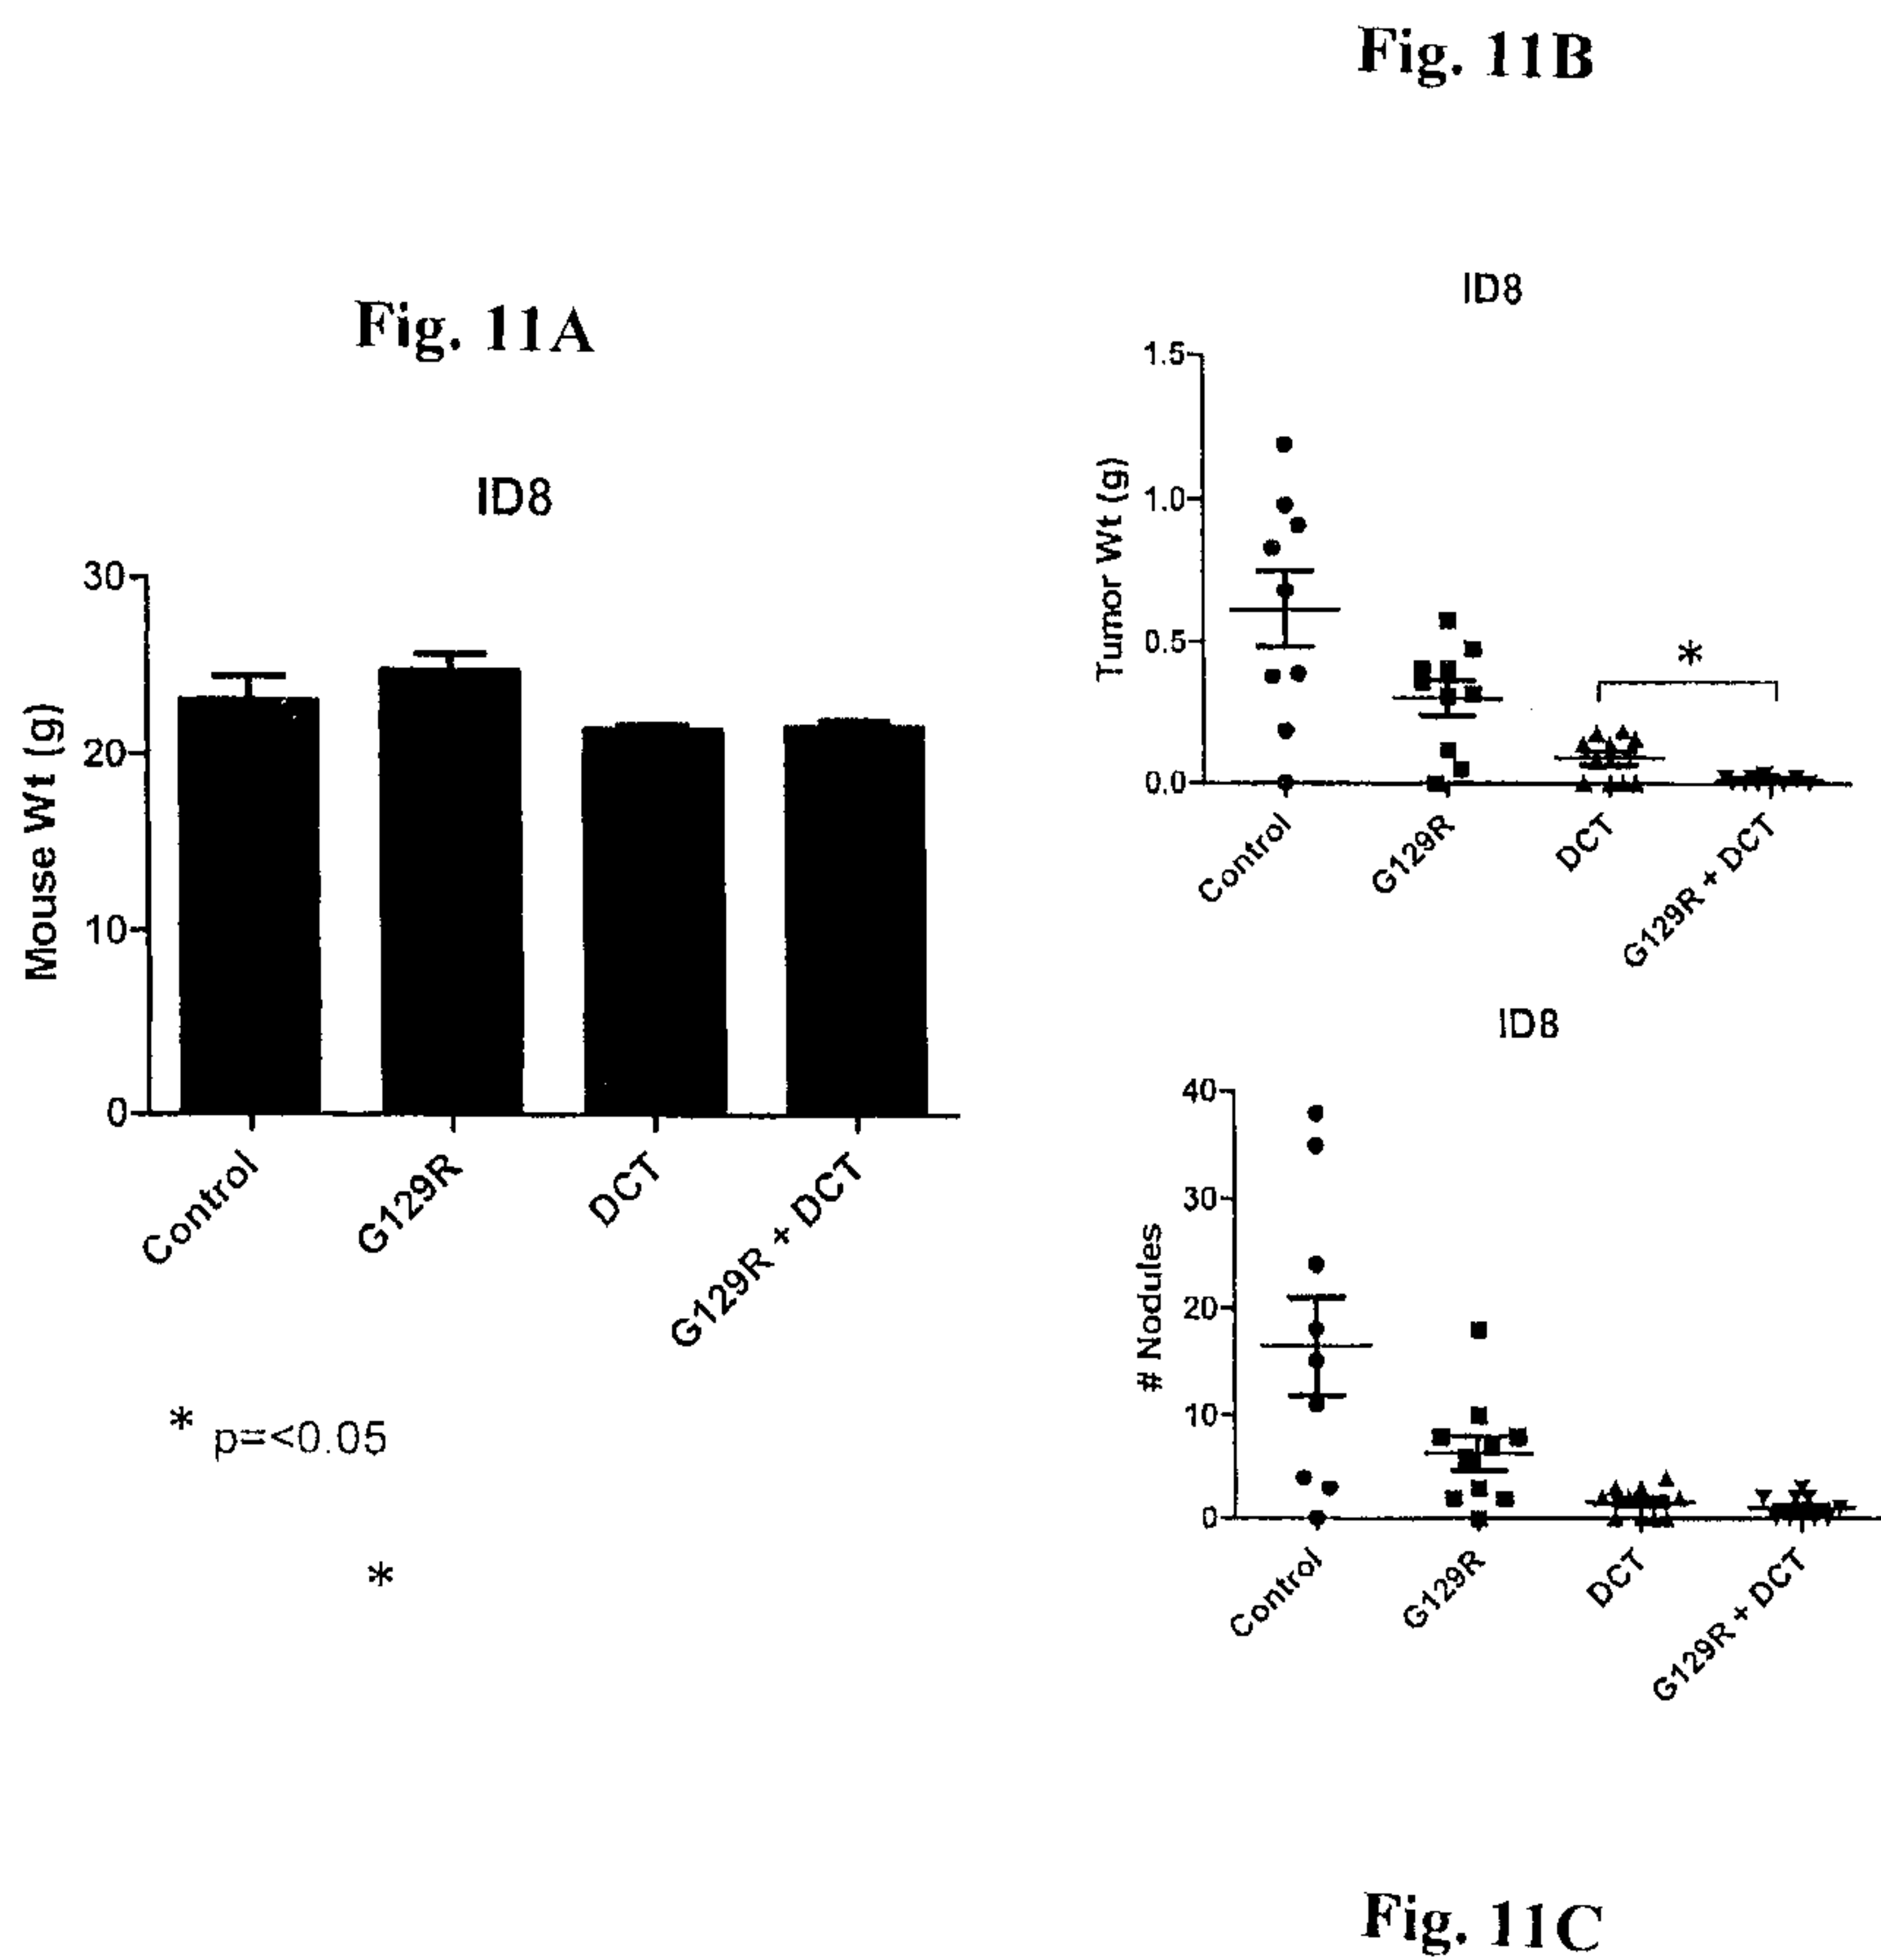 Fig. 11B
Fig. 11A
ID8
30
20
10
0
Mouse Wt (g)
Control
G129R
DCT
G129R + DCT
* p=<0.05
*
ID8
1.5
1.0
0.5
0.0
Tumor Wt (g)
*
Control
G129R
DCT
G129R + DCT
ID8
40
30
20
10
0
# Nodules
Control
G129R
DCT
G129R + DCT
Fig. 11C